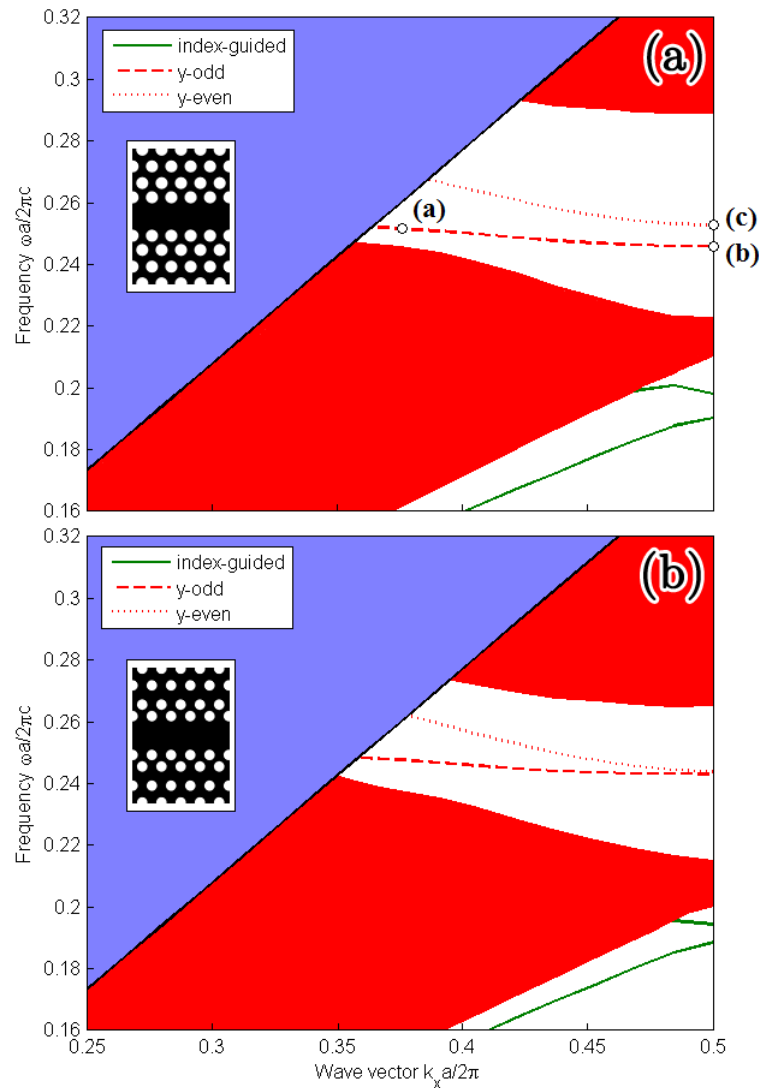 0.32
0.3
0.28
0.26
0.24
0.22
0.2
0.18
0.16
Frequency ωa/2πc
index-guided
y-odd
y-even
(a)
(a)
(c)
(b)
0.32
0.3
0.28
0.26
0.24
0.22
0.2
0.18
0.16
Frequency ωa/2πc
index-guided
y-odd
y-even
(b)
0.25
0.3
0.35
0.4
0.45
0.5
Wave vector kₓa/2π